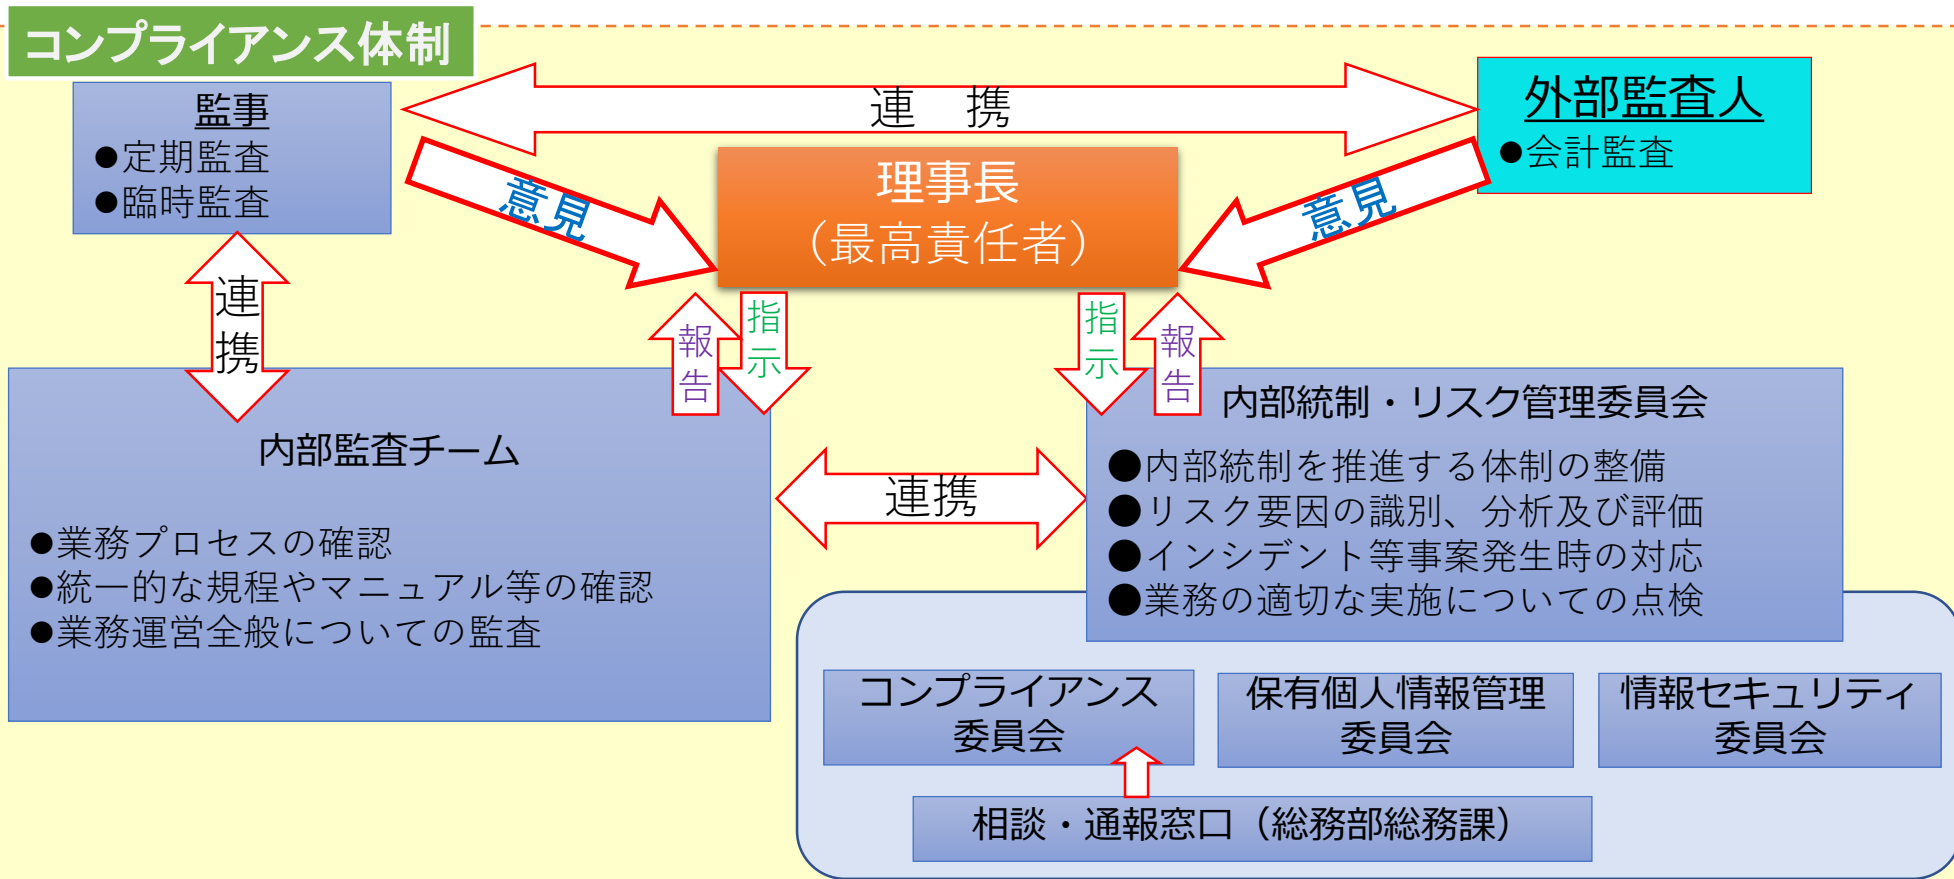 コンプライアンス体制
監事
●定期監査
●臨時監査
連　携
外部監査人
●会計監査
理事長
（最高責任者）
意見
意見
連
携
報
告
指
示
指
示
報
告
内部監査チーム
●業務プロセスの確認
●統一的な規程やマニュアル等の確認
●業務運営全般についての監査
連携
内部統制・リスク管理委員会
●内部統制を推進する体制の整備
●リスク要因の識別、分析及び評価
●インシデント等事案発生時の対応
●業務の適切な実施についての点検
コンプライアンス
委員会
保有個人情報管理
委員会
情報セキュリティ
委員会
相談・通報窓口（総務部総務課）